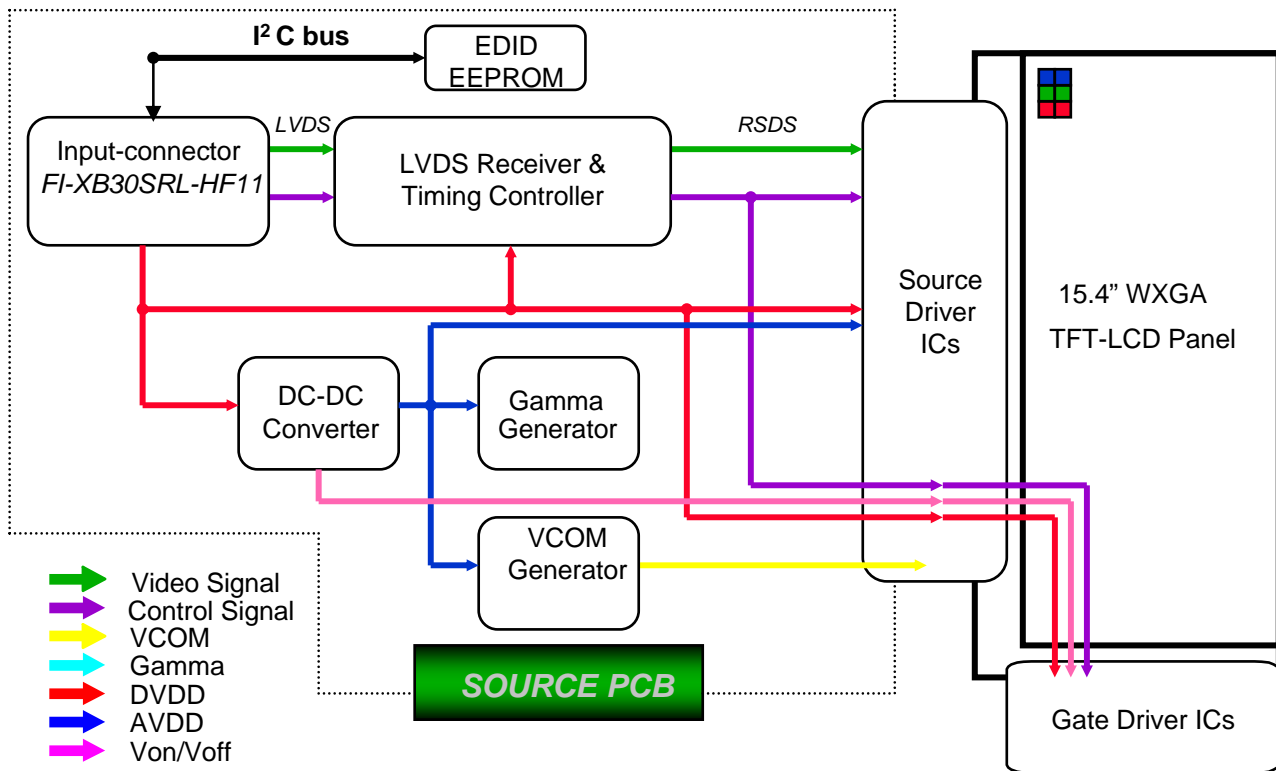 I2 C bus
EDID
EEPROM
Input-connector
FI-XB30SRL-HF11
LVDS
LVDS Receiver &
Timing Controller
RSDS
Source
Driver
ICs
15.4” WXGA
TFT-LCD Panel
DC-DC
Converter
Gamma
Generator
VCOM
Generator
Video Signal
Control Signal
VCOM
Gamma
DVDD
AVDD
Von/Voff
SOURCE PCB
Gate Driver ICs